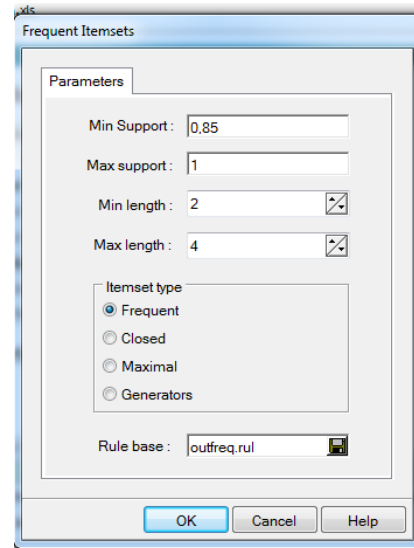 .xls
Frequent Itemsets
Parameters
Min Support : 0,85
Max support : 1
Min length : 2
Max length : 4
Itemset type
Frequent
Closed
Maximal
Generators
Rule base : outfreq.rul
OK Cancel Help